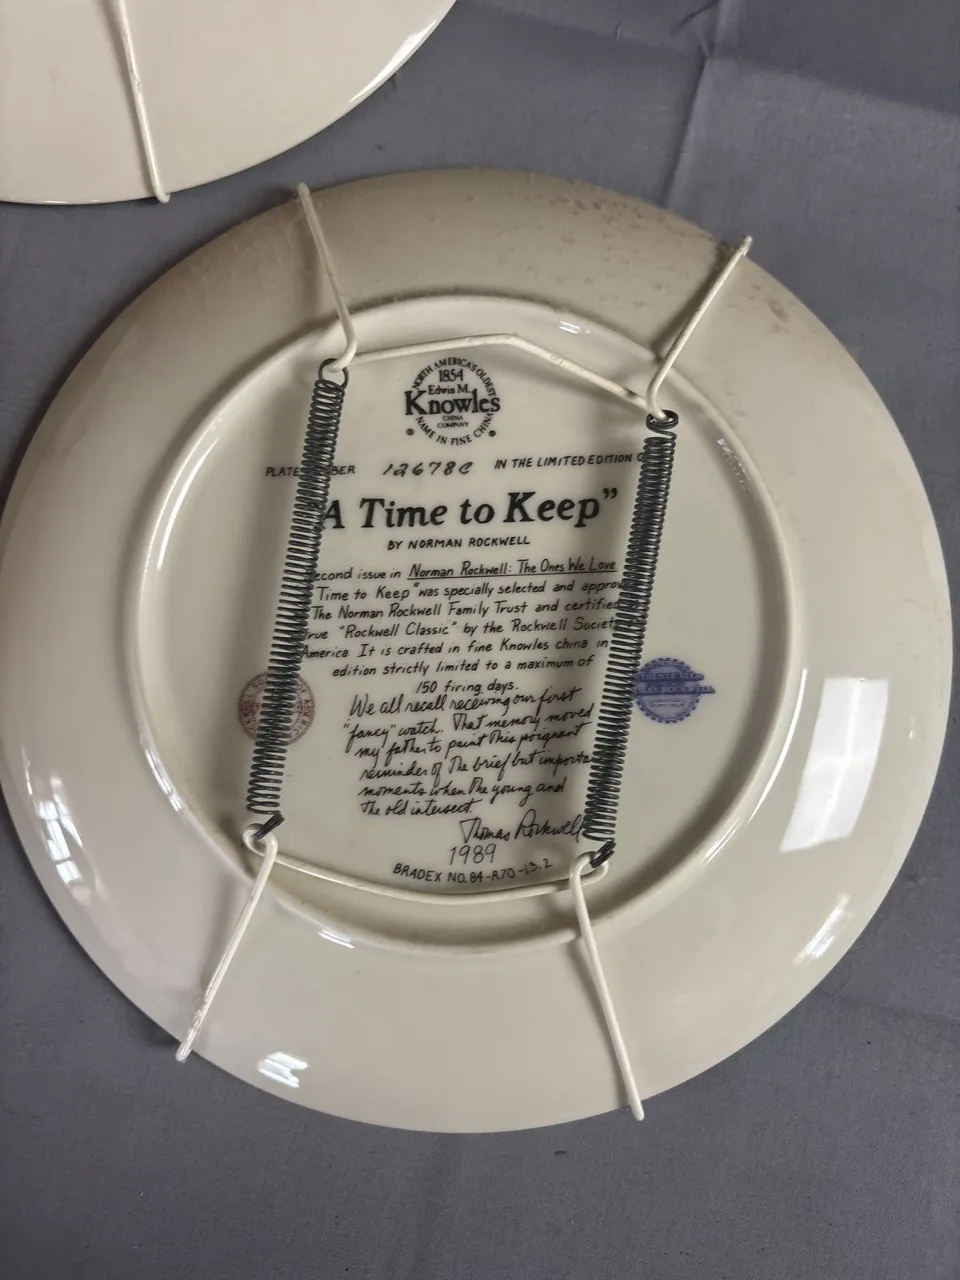 NORTH AMERICA'S OLDEST
1854
Edwin M.
Knowles
CHINA
COMPANY
NAME IN FINE CHINA
® ®
PLATE BER 12678C IN THE LIMITED EDITION O
A Time to Keep”
BY NORMAN ROCKWELL
econd issue in Norman Rockwell: The Ones We Love
Time to Keep" was specially selected and approv
The Norman Rockwell Family Trust and certified
rue "Rockwell Classic" by the Rockwell Societ
America. It is crafted in fine Knowles china in
edition strictly limited to a maximum of
150 firing days.
We all recall receiving our first
"fancy" watch. That memory moved
my father to paint this poignant
reminder of the brief but importa
moments when the young and
the old intersect.
Thomas Rockwell
1989
BRADEX NO. 84-R70-13.2